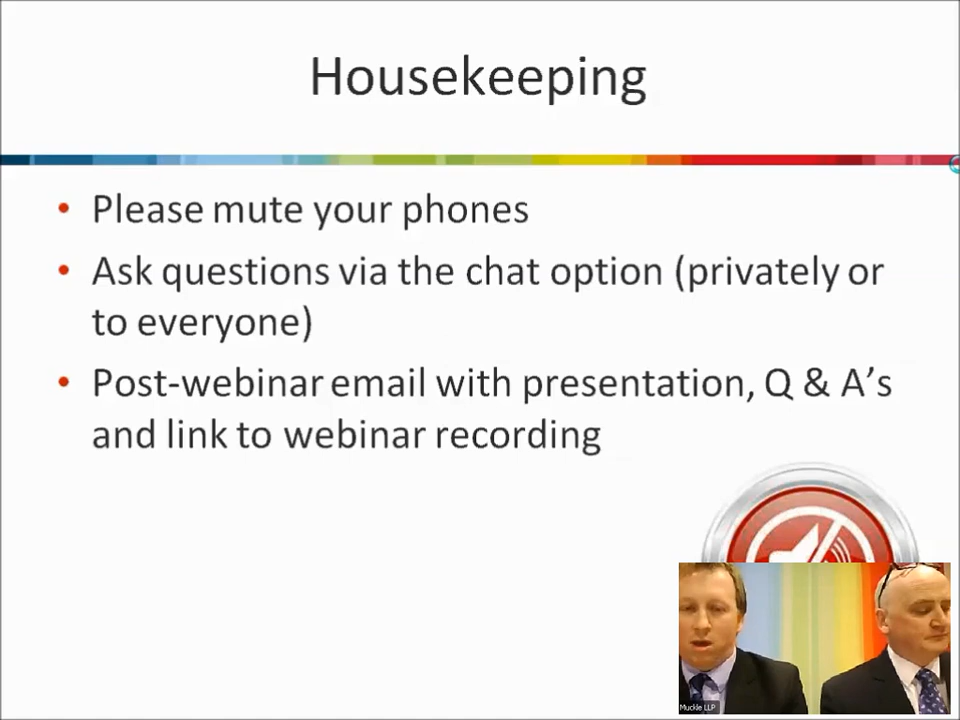 Housekeeping
• Please mute your phones
• Ask questions via the chat option (privately or
to everyone)
• Post-webinar email with presentation, Q & A’s
and link to webinar recording
Muckle LLP